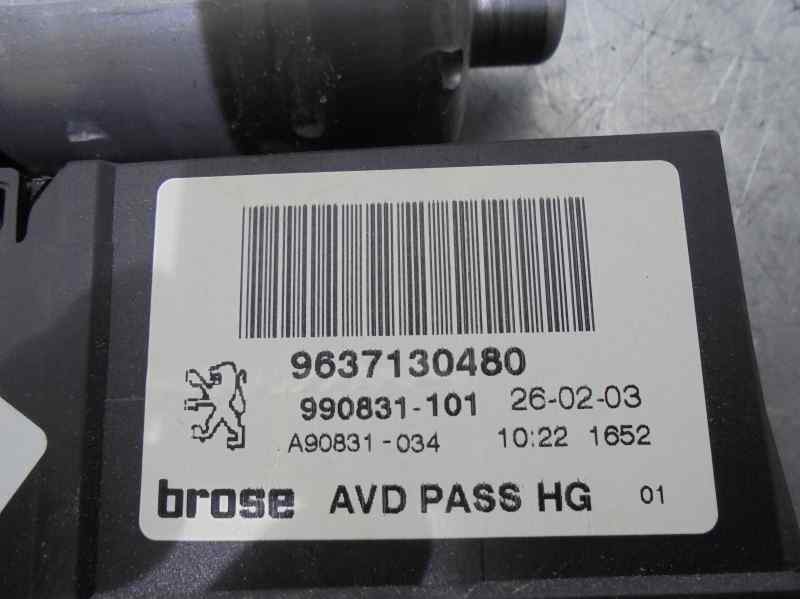 9637130480
990831-101 26-02-03
A90831-034 10:22 1652
brose AVD PASS HG 01